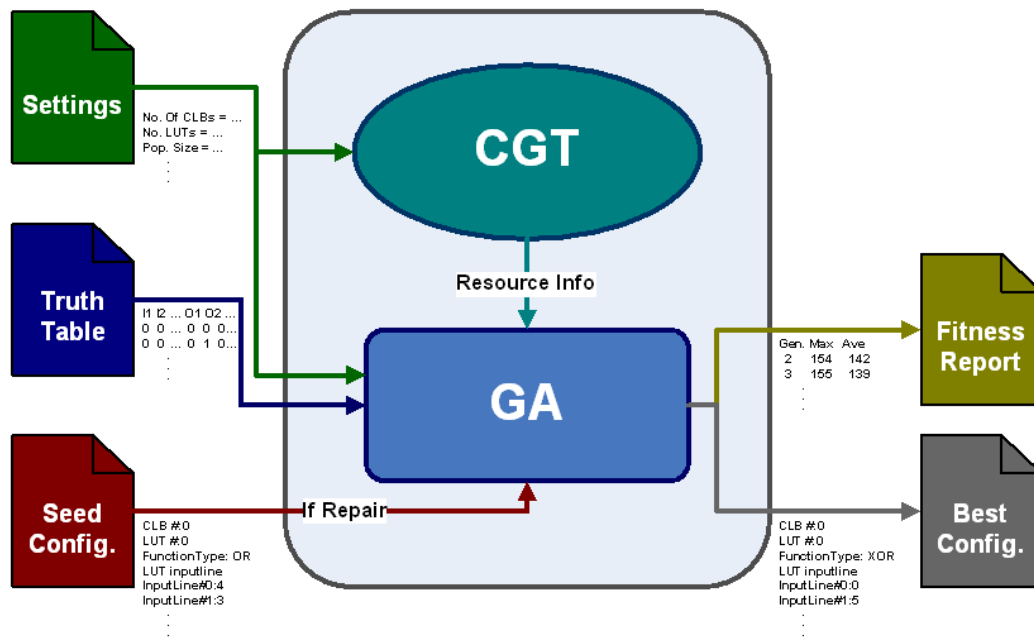 Settings
No. Of CLBs = ...
No. LUTs = ...
Pop. Size = ...
CGT
Resource Info
Truth
Table
I1 I2 ... O1 O2 ...
0 0 ... 0 0 0...
0 0 ... 0 1 0...
GA
Gen. Max Ave
2 154 142
3 155 139
Fitness
Report
Seed
Config.
If Repair
CLB #:0
LUT #:0
FunctionType: OR
LUT inputline
InputLine#0:4
InputLine#1:3
CLB #:0
LUT #:0
FunctionType: XOR
LUT inputline
InputLine#0:0
InputLine#1:5
Best
Config.